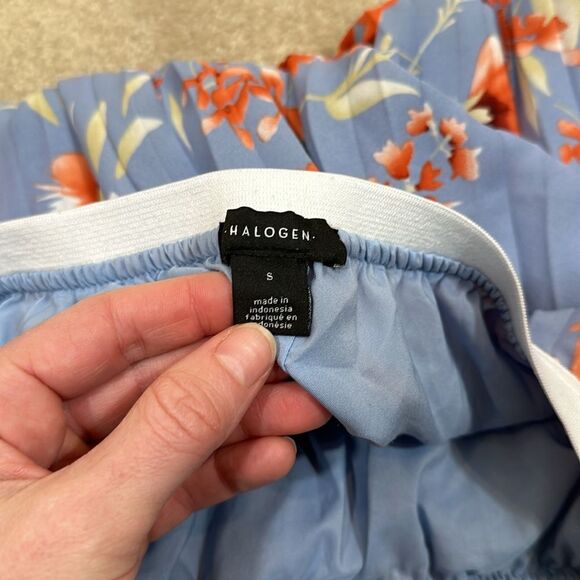 ·HALOGEN·
S
made in
indonesia
fabriqué en
indonésie